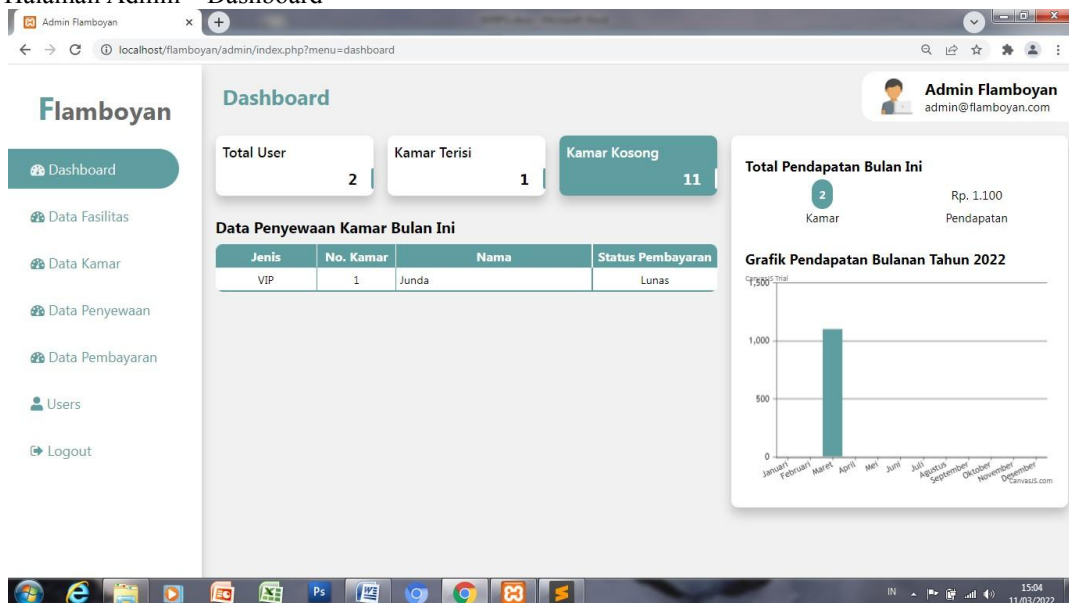 Halaman Admin – Dashboard
Admin Flamboyan
localhost/flamboyan/admin/index.php?menu=dashboard
Flamboyan
Dashboard
Admin Flamboyan
admin@flamboyan.com
Dashboard
Data Fasilitas
Data Kamar
Data Penyewaan
Data Pembayaran
Users
Logout
Total User
2
Kamar Terisi
1
Kamar Kosong
11
Data Penyewaan Kamar Bulan Ini
Jenis No. Kamar Nama Status Pembayaran
VIP 1 Junda Lunas
Total Pendapatan Bulan Ini
2 Rp. 1.100
Kamar Pendapatan
Grafik Pendapatan Bulanan Tahun 2022
CanvasJS Trial
1,500
1,000
500
0
Januari Februari Maret April Mei Juni Juli Agustus September Oktober November Desember
CanvasJS.com
Ps
IN
15:04
11/03/2022